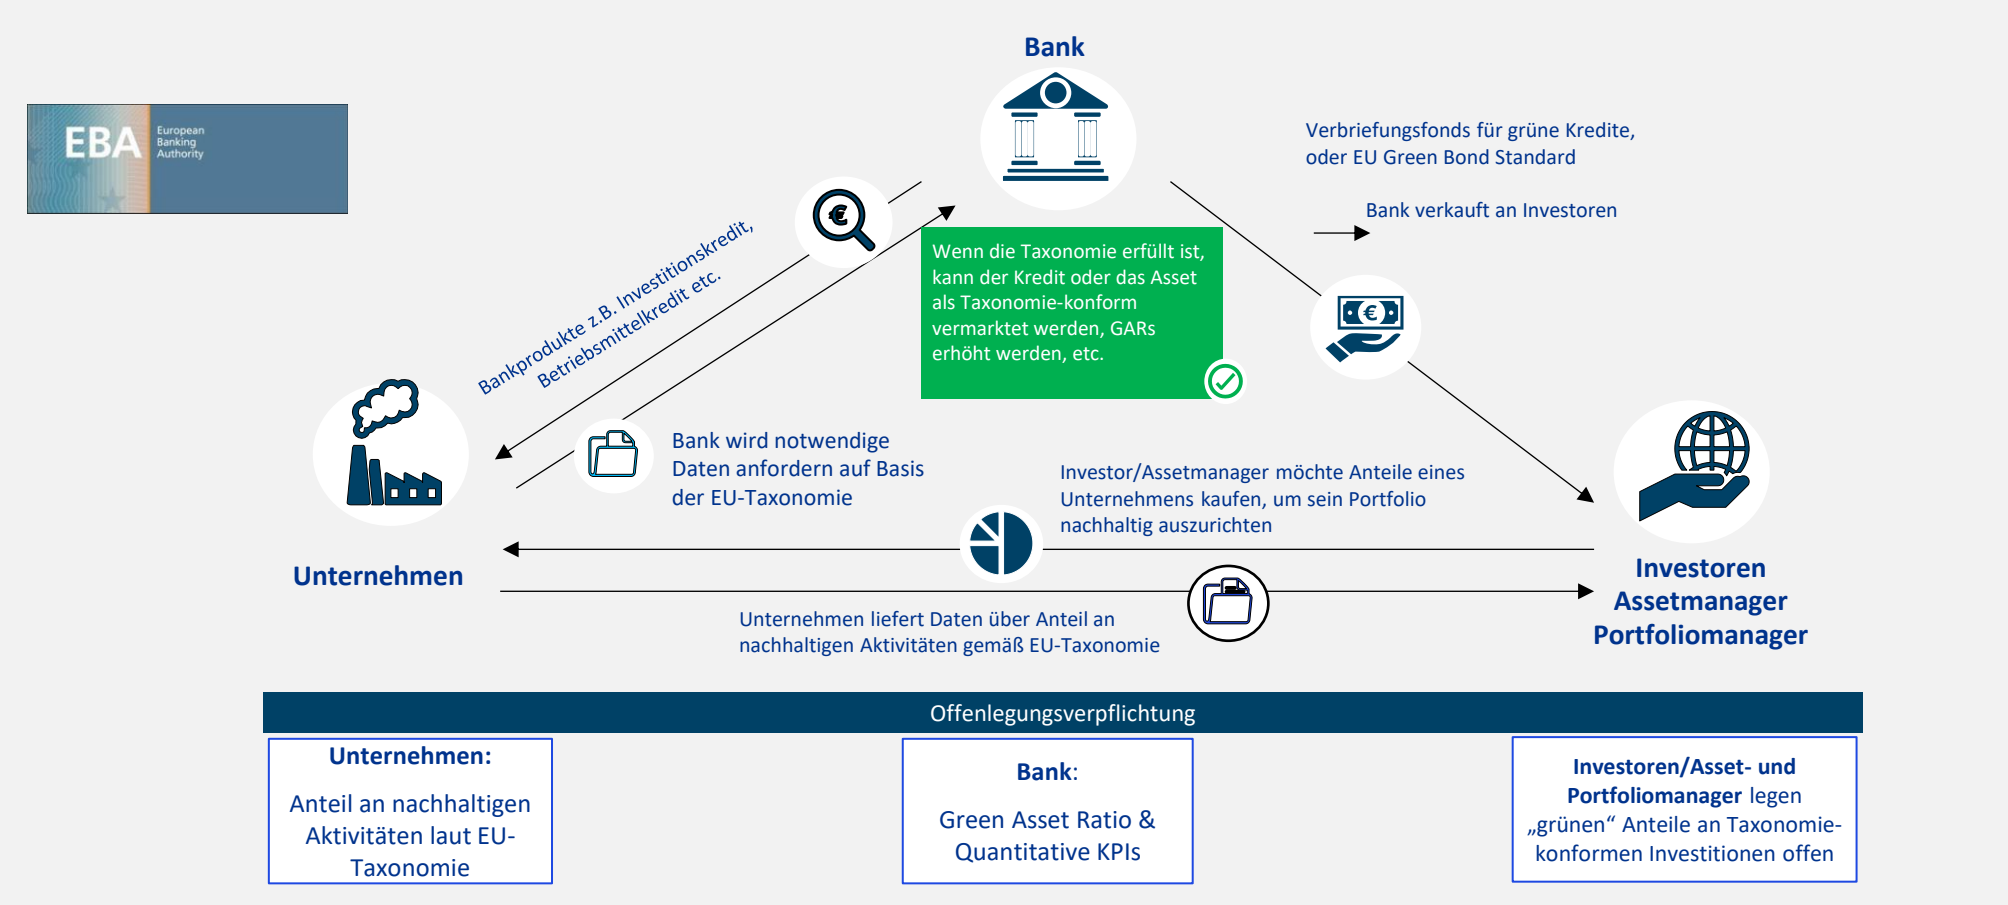 Bank
EBA
European
Banking
Authority
Verbriefungsfonds für grüne Kredite,
oder EU Green Bond Standard
Bank verkauft an Investoren
Bankprodukte z.B. Investitionskredit,
Betriebsmittelkredit etc.
€
Wenn die Taxonomie erfüllt ist,
kann der Kredit oder das Asset
als Taxonomie-konform
vermarktet werden, GARs
erhöht werden, etc.
€
Bank wird notwendige
Daten anfordern auf Basis
der EU-Taxonomie
Investor/Assetmanager möchte Anteile eines
Unternehmens kaufen, um sein Portfolio
nachhaltig auszurichten
Unternehmen
Investoren
Assetmanager
Portfoliomanager
Unternehmen liefert Daten über Anteil an
nachhaltigen Aktivitäten gemäß EU-Taxonomie
Offenlegungsverpflichtung
Unternehmen:
Anteil an nachhaltigen
Aktivitäten laut EU-
Taxonomie
Bank:
Green Asset Ratio &
Quantitative KPIs
Investoren/Asset- und
Portfoliomanager legen
„grünen“ Anteile an Taxonomie-
konformen Investitionen offen